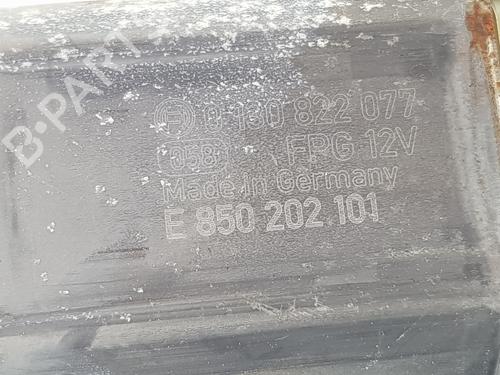 0 130 822 077
058 FPG 12V
Made in Germany
E 850 202 101
B-PARTS